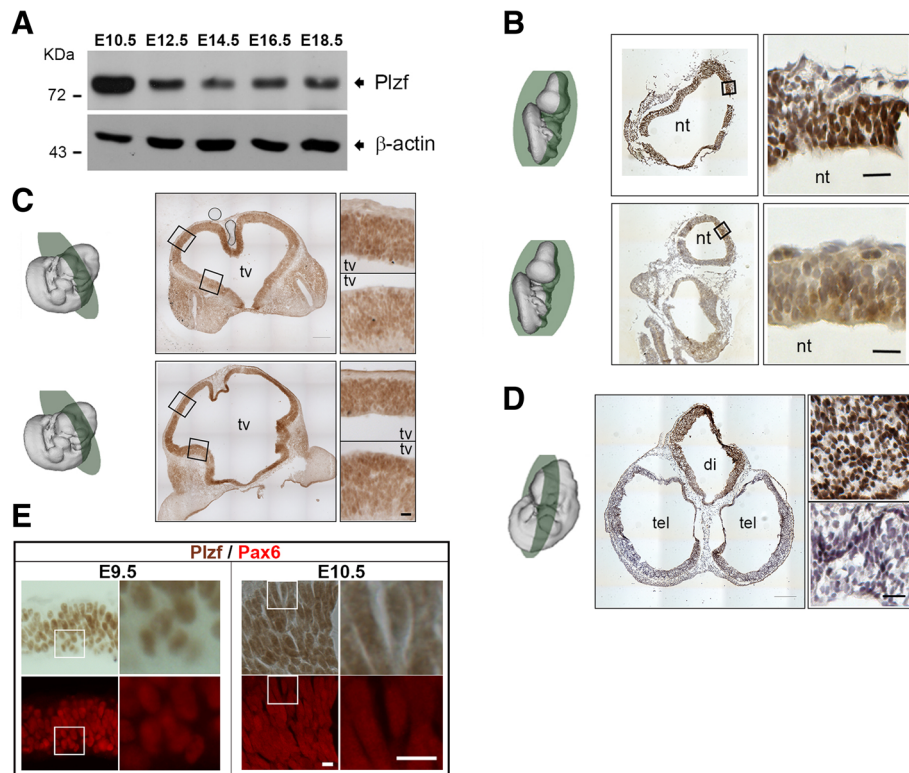 A
E10.5 E12.5 E14.5 E16.5 E18.5
KDa
72
Plzf
43
β-actin
B
nt
nt
nt
nt
C
tv
tv
tv
tv
tv
tv
D
di
tel
tel
E
Plzf / Pax6
E9.5
E10.5